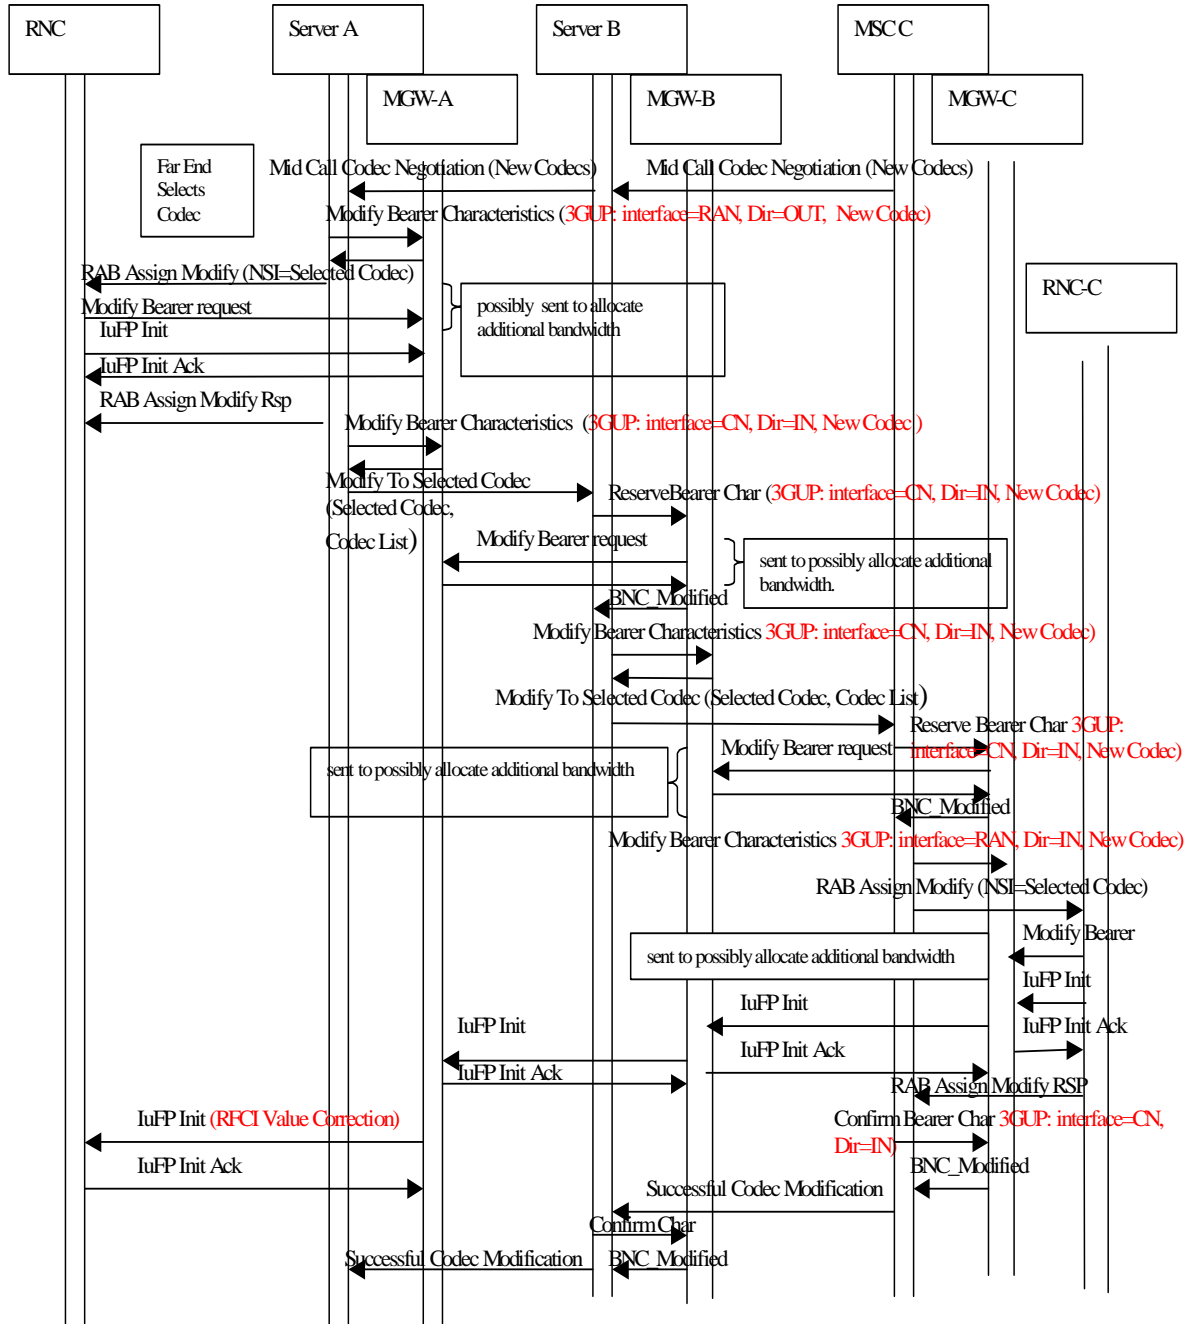 RNC
Server A
Server B
MSC C
MGW-A
MGW-B
MGW-C
Far End
Selects
Codec
Mid Call Codec Negotiation (New Codecs)
Mid Call Codec Negotiation (New Codecs)
Modify Bearer Characteristics (3GUP: interface=RAN, Dir=OUT, New Codec)
RAB Assign Modify (NSI=Selected Codec)
RNC-C
Modify Bearer request
possibly sent to allocate
additional bandwidth
IuFP Init
IuFP Init Ack
RAB Assign Modify Rsp
Modify Bearer Characteristics (3GUP: interface=CN, Dir=IN, New Codec )
Modify To Selected Codec
(Selected Codec,
Codec List)
ReserveBearer Char (3GUP: interface=CN, Dir=IN, New Codec)
Modify Bearer request
sent to possibly allocate additional
bandwidth.
BNC_Modified
Modify Bearer Characteristics 3GUP: interface=CN, Dir=IN, New Codec)
Modify To Selected Codec (Selected Codec, Codec List)
Reserve Bearer Char 3GUP:
interface=CN, Dir=IN, New Codec)
Modify Bearer request
sent to possibly allocate additional bandwidth
BNC_Modified
Modify Bearer Characteristics 3GUP: interface=RAN, Dir=IN, New Codec)
RAB Assign Modify (NSI=Selected Codec)
Modify Bearer
sent to possibly allocate additional bandwidth
IuFP Init
IuFP Init
IuFP Init
IuFP Init Ack
IuFP Init Ack
IuFP Init Ack
RAB Assign Modify RSP
IuFP Init (RFCI Value Correction)
Confirm Bearer Char 3GUP: interface=CN,
Dir=IN)
IuFP Init Ack
BNC_Modified
Successful Codec Modification
Confirm Char
Successful Codec Modification
BNC_Modified